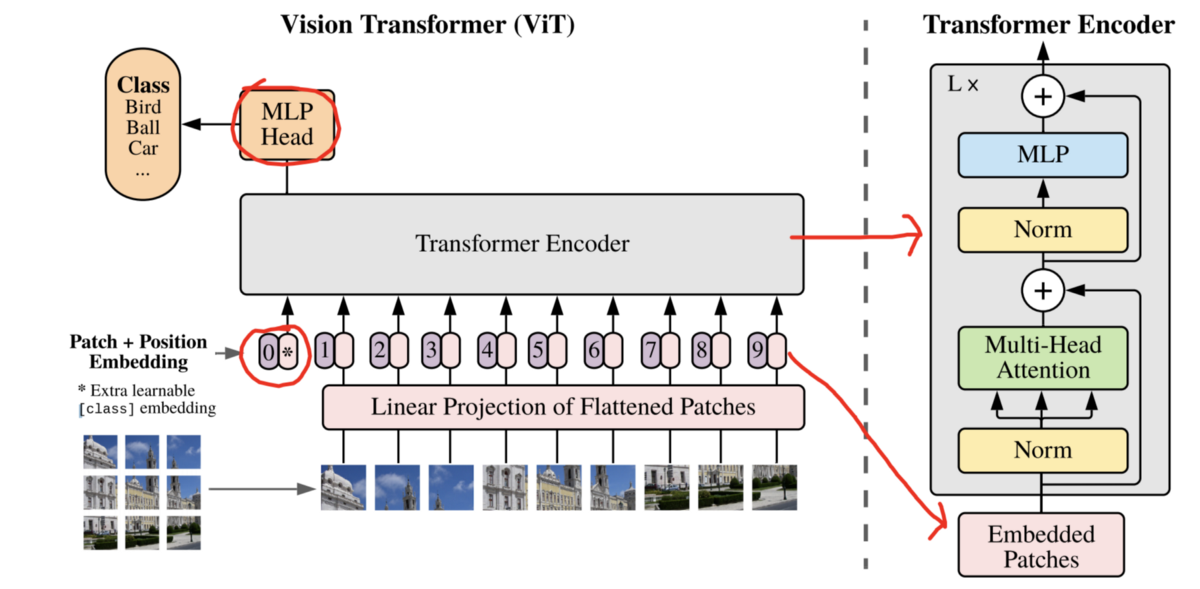 Vision Transformer (ViT)
Class
Bird
Ball
Car
...
MLP
Head
Transformer Encoder
Patch + Position
Embedding
* Extra learnable
[class] embedding
0 *
1
2
3
4
5
6
7
8
9
Linear Projection of Flattened Patches
Transformer Encoder
L ×
+
MLP
Norm
+
Multi-Head
Attention
Norm
Embedded
Patches